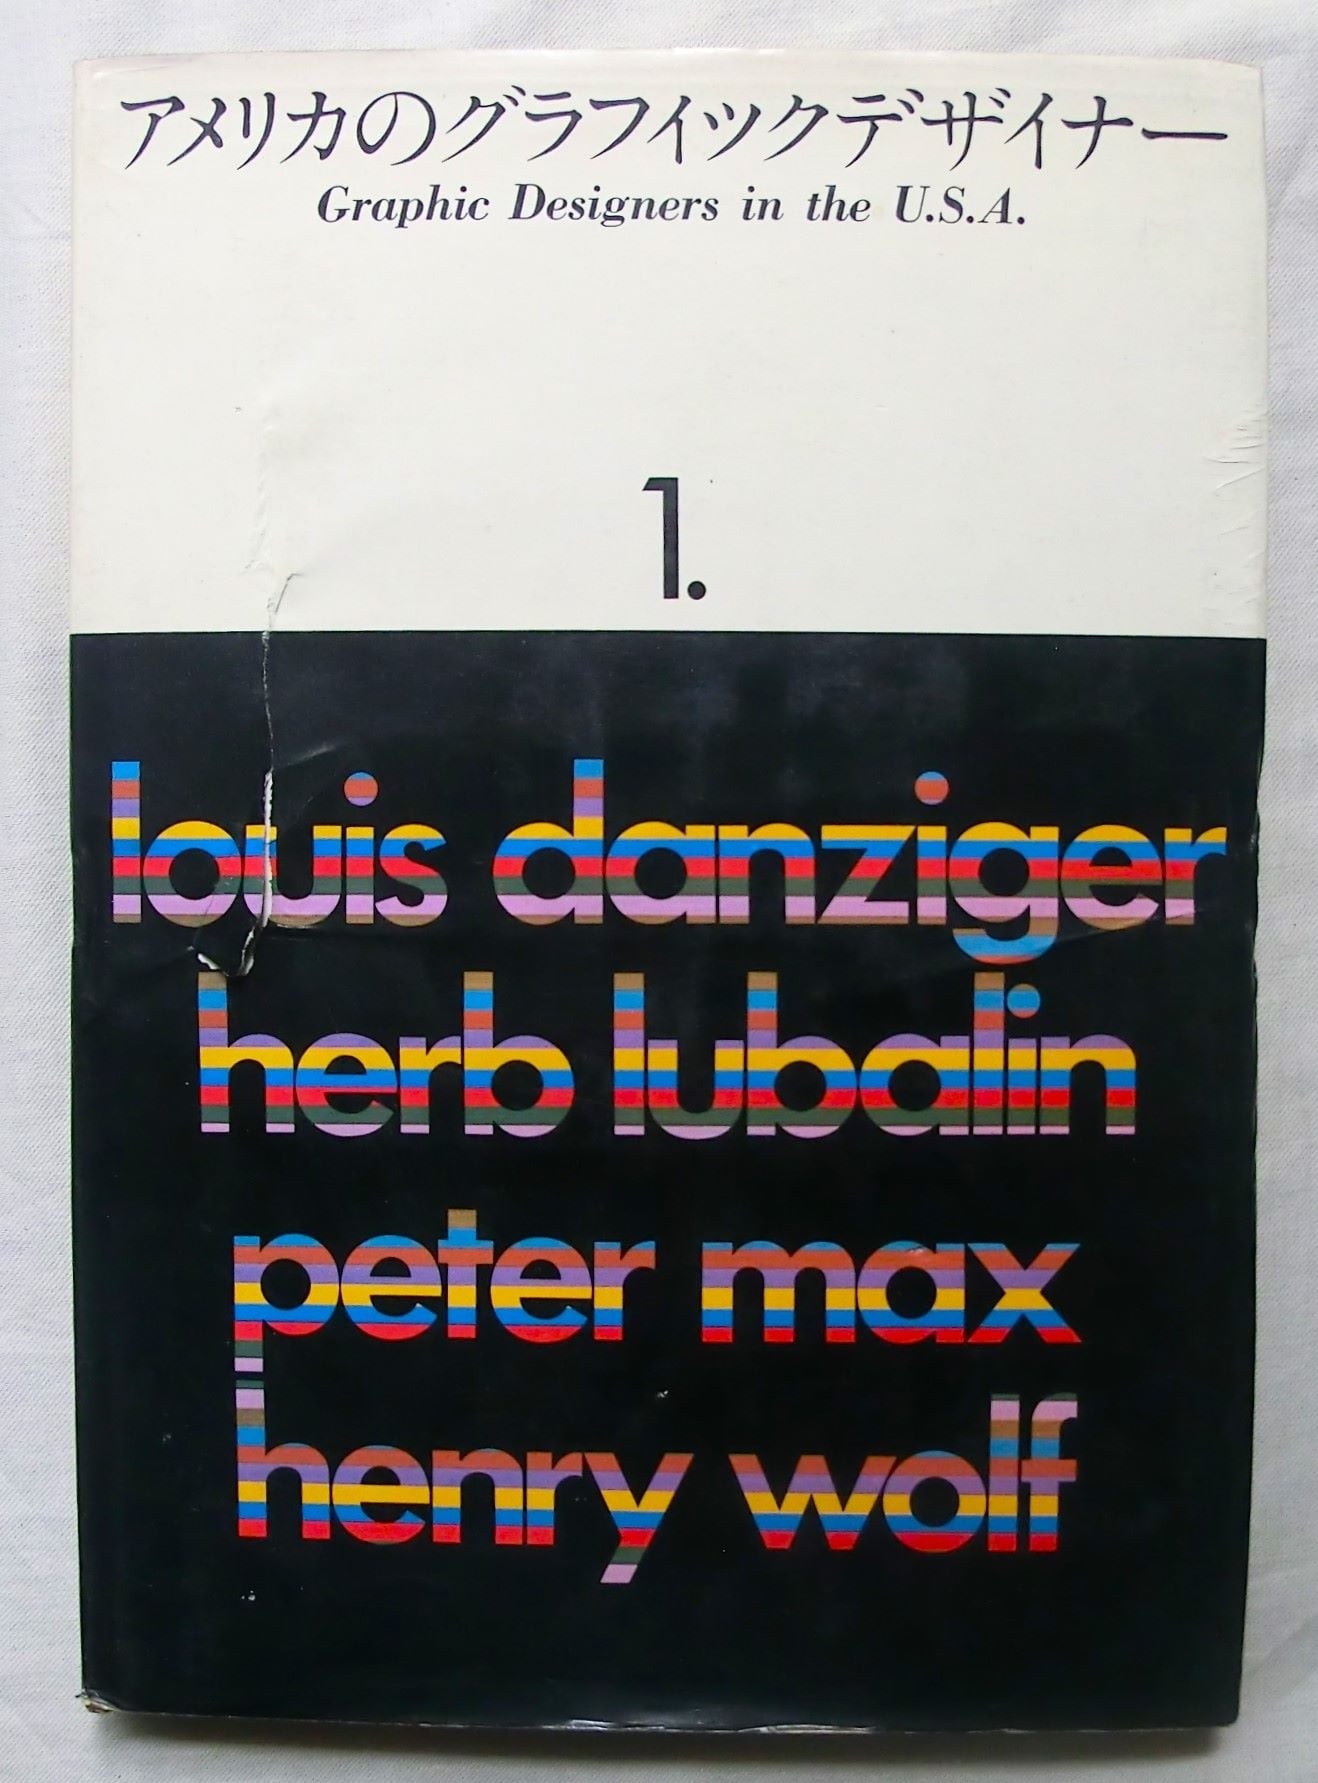 アメリカのグラフィックデザイナー
Graphic Designers in the U.S.A.
1.
louis danziger
herb lubalin
peter max
henry wolf